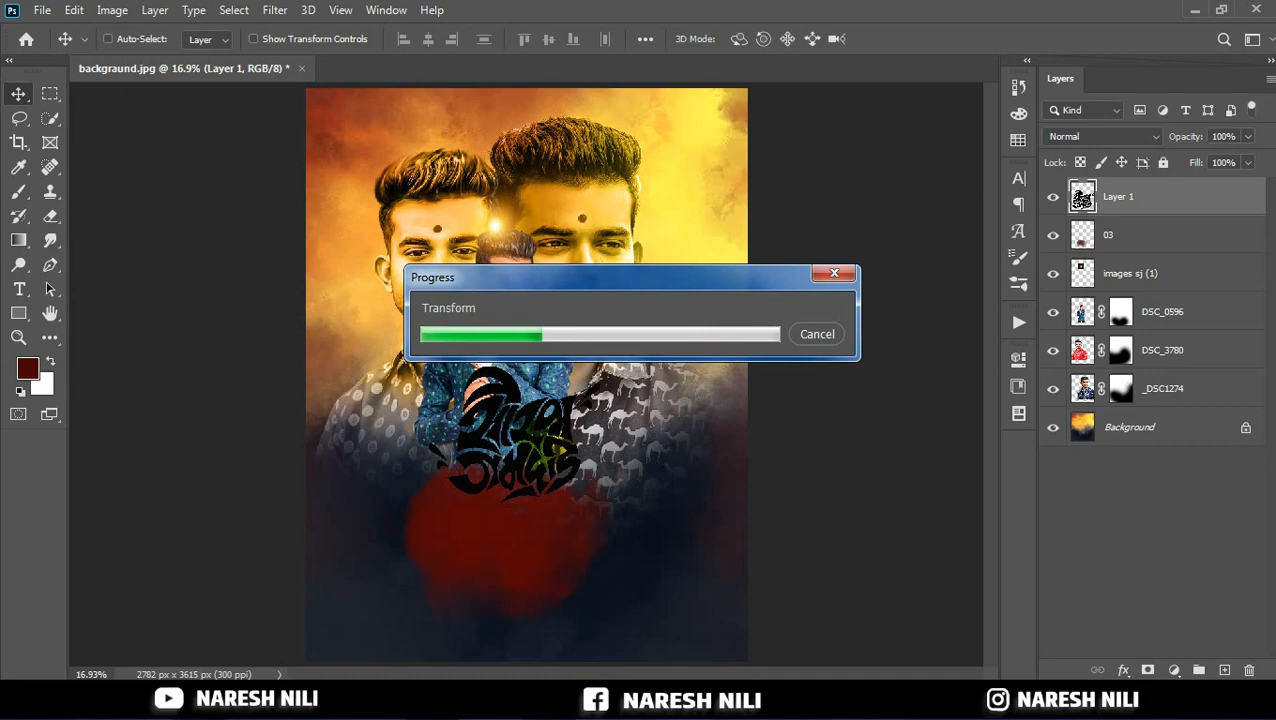 Ps File Edit Image Layer Type Select Filter 3D View Window Help
Auto-Select: Layer Show Transform Controls 3D Mode:
backgraund.jpg @ 16.9% (Layer 1, RGB/8) *
Layers
Kind
Normal Opacity: 100%
Lock: Fill: 100%
Layer 1
03
images sj (1)
DSC_0596
DSC_3780
_DSC1274
Background
Progress
Transform
Cancel
16.93% 2782 px x 3615 px (300 ppi)
NARESH NILI NARESH NILI NARESH NILI